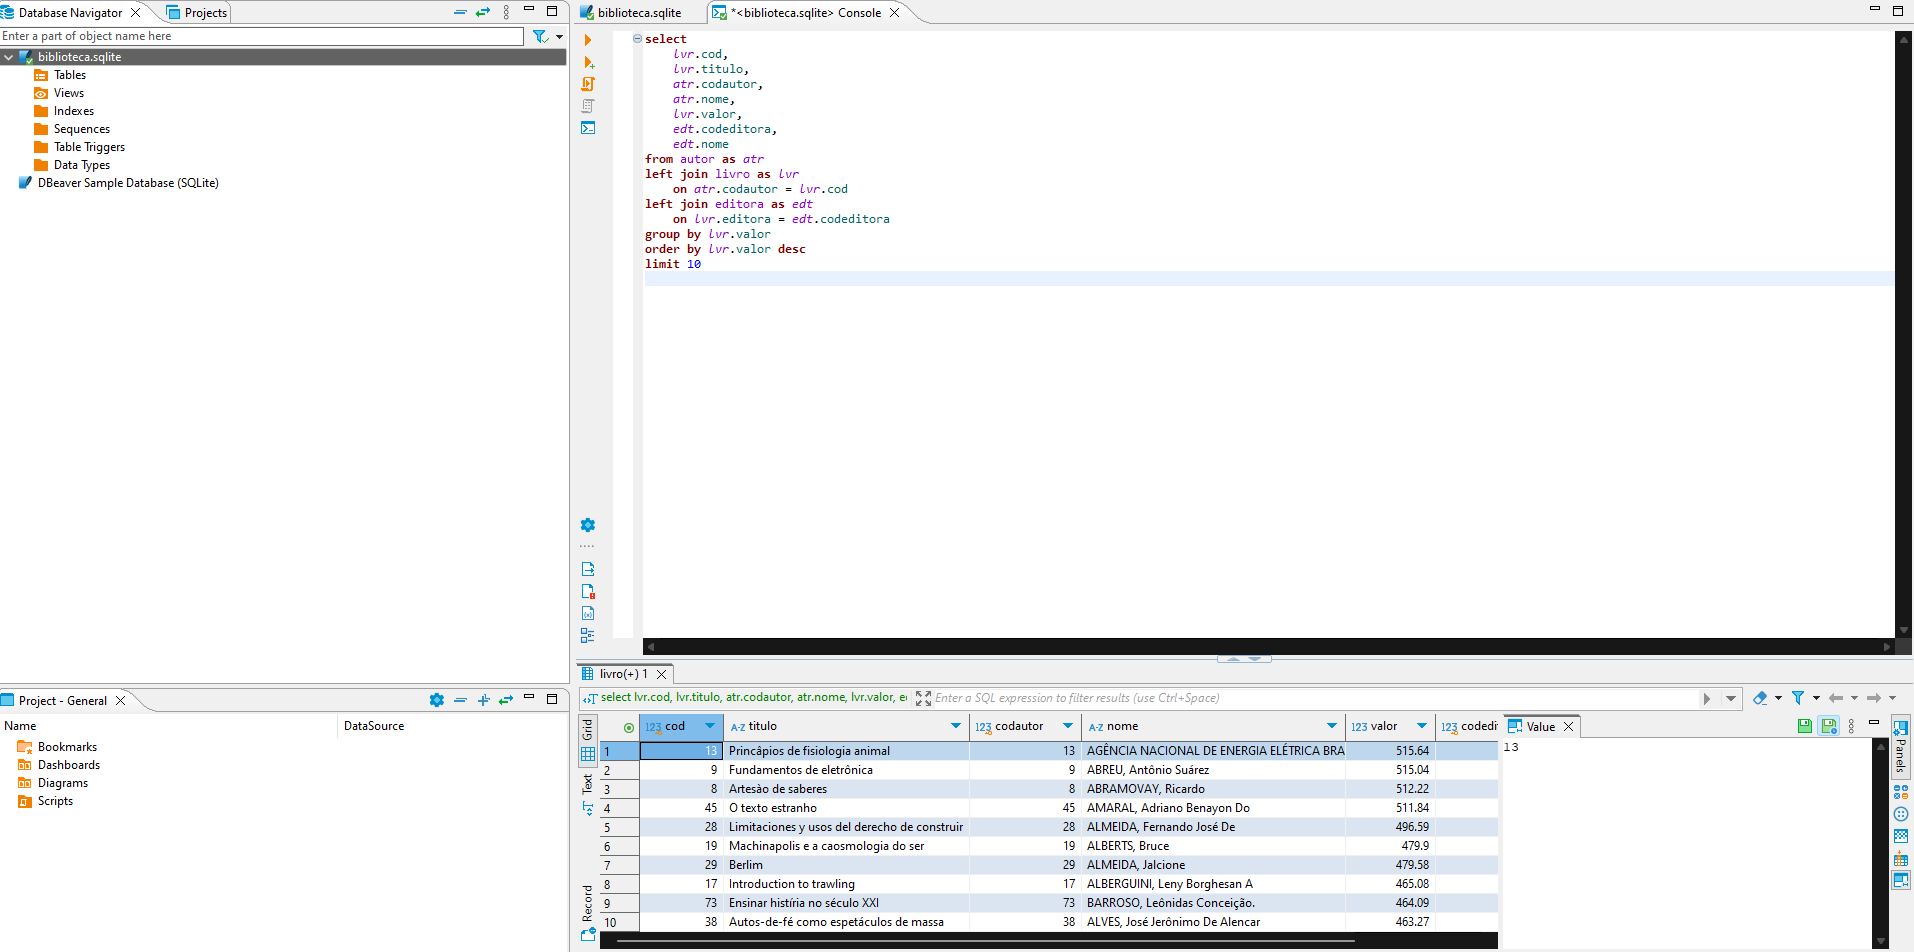 Database Navigator
Projects
Enter a part of object name here
biblioteca.sqlite
Tables
Views
Indexes
Sequences
Table Triggers
Data Types
DBeaver Sample Database (SQLite)
Project - General
Name DataSource
Bookmarks
Dashboards
Diagrams
Scripts
biblioteca.sqlite
*<biblioteca.sqlite> Console
select
lvr.cod,
lvr.titulo,
atr.codautor,
atr.nome,
lvr.valor,
edt.codeditora,
edt.nome
from autor as atr
left join livro as lvr
on atr.codautor = lvr.cod
left join editora as edt
on lvr.editora = edt.codeditora
group by lvr.valor
order by lvr.valor desc
limit 10
livro(+) 1
select lvr.cod, lvr.titulo, atr.codautor, atr.nome, lvr.valor, e
Enter a SQL expression to filter results (use Ctrl+Space)
Grid
Text
Record
123 cod A-Z titulo 123 codautor A-Z nome 123 valor 123 codedi
1 13 Princâpios de fisiologia animal 13 AGÊNCIA NACIONAL DE ENERGIA ELÉTRICA BRA 515.64
2 9 Fundamentos de eletrônica 9 ABREU, Antônio Suárez 515.04
3 8 Artesào de saberes 8 ABRAMOVAY, Ricardo 512.22
4 45 O texto estranho 45 AMARAL, Adriano Benayon Do 511.84
5 28 Limitaciones y usos del derecho de construir 28 ALMEIDA, Fernando José De 496.59
6 19 Machinapolis e a caosmologia do ser 19 ALBERTS, Bruce 479.9
7 29 Berlim 29 ALMEIDA, Jalcione 479.58
8 17 Introduction to trawling 17 ALBERGUINI, Leny Borghesan A 465.08
9 73 Ensinar histíria no século XXI 73 BARROSO, Leônidas Conceição. 464.09
10 38 Autos-de-fé como espetáculos de massa 38 ALVES, José Jerônimo De Alencar 463.27
Value
13
Panels